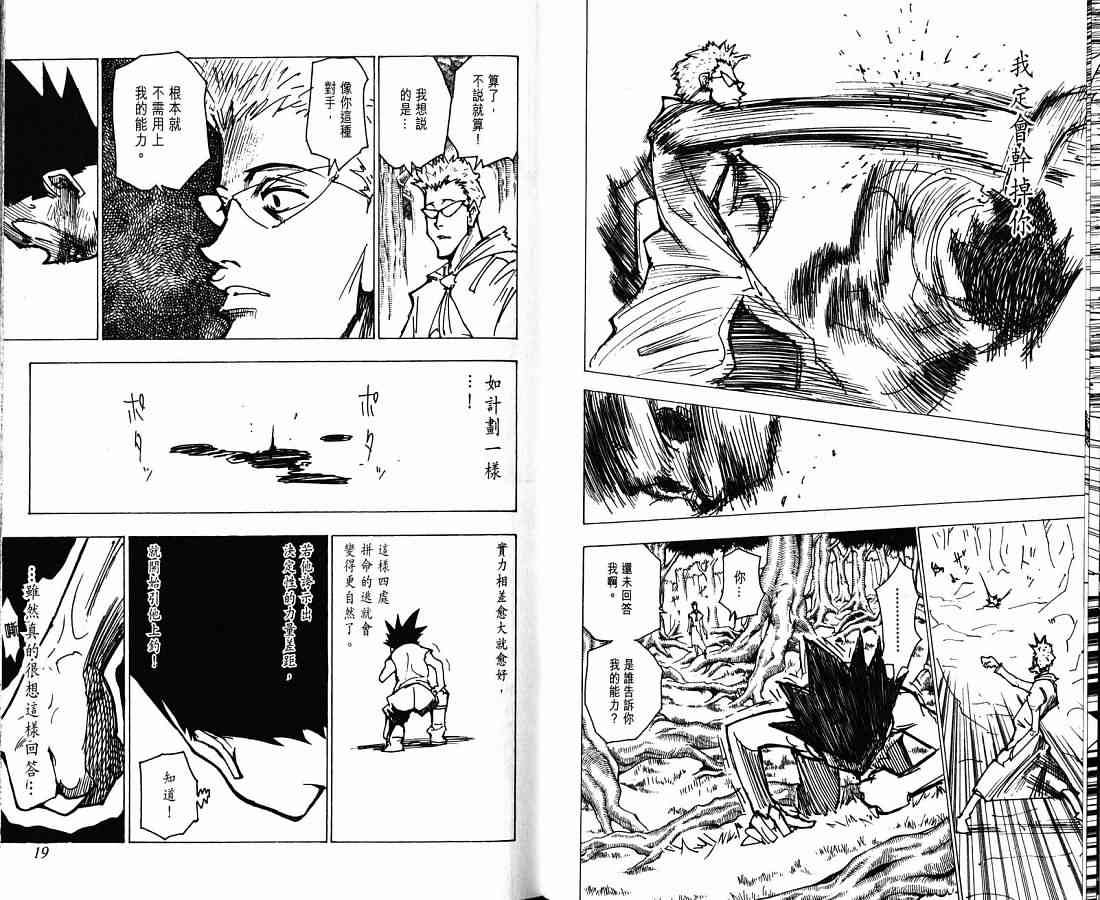 我定會幹掉你
…………
你…
還未回答
我啊。
是誰告訴你
我的能力?
算了,
不說就算!
我想說
的是…
像你這種
對手,
根本就
不需用上
我的能力。
如計劃一樣
…!
ポタッ
ポタッ
實力相差愈大就愈好,
這樣四處
拼命的逃就會
變得更自然了。
若他誇示出
決定性的力量差距,
就開始引他上釣!
知道!
…雖然真的很想這樣回答!…
嘶
19